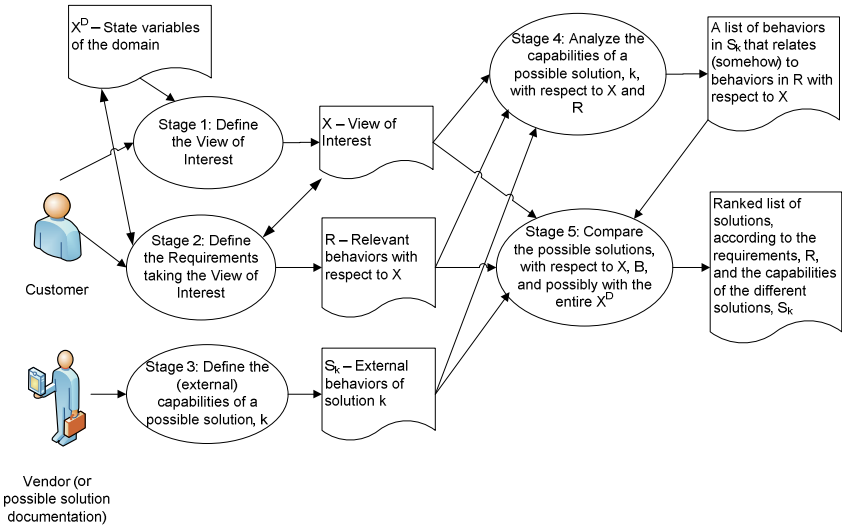 X^D – State variables
of the domain
Stage 1: Define
the View of
Interest
X – View of
Interest
Stage 4: Analyze the
capabilities of a
possible solution, k,
with respect to X and
R
A list of behaviors
in Sk that relates
(somehow) to
behaviors in R with
respect to X
Customer
Stage 2: Define
the Requirements
taking the View of
Interest
R – Relevant
behaviors with
respect to X
Stage 5: Compare
the possible solutions,
with respect to X, B,
and possibly with the
entire X^D
Ranked list of
solutions,
according to the
requirements, R,
and the capabilities
of the different
solutions, Sk
Vendor (or
possible solution
documentation)
Stage 3: Define the
(external)
capabilities of a
possible solution, k
Sk – External
behaviors of
solution k